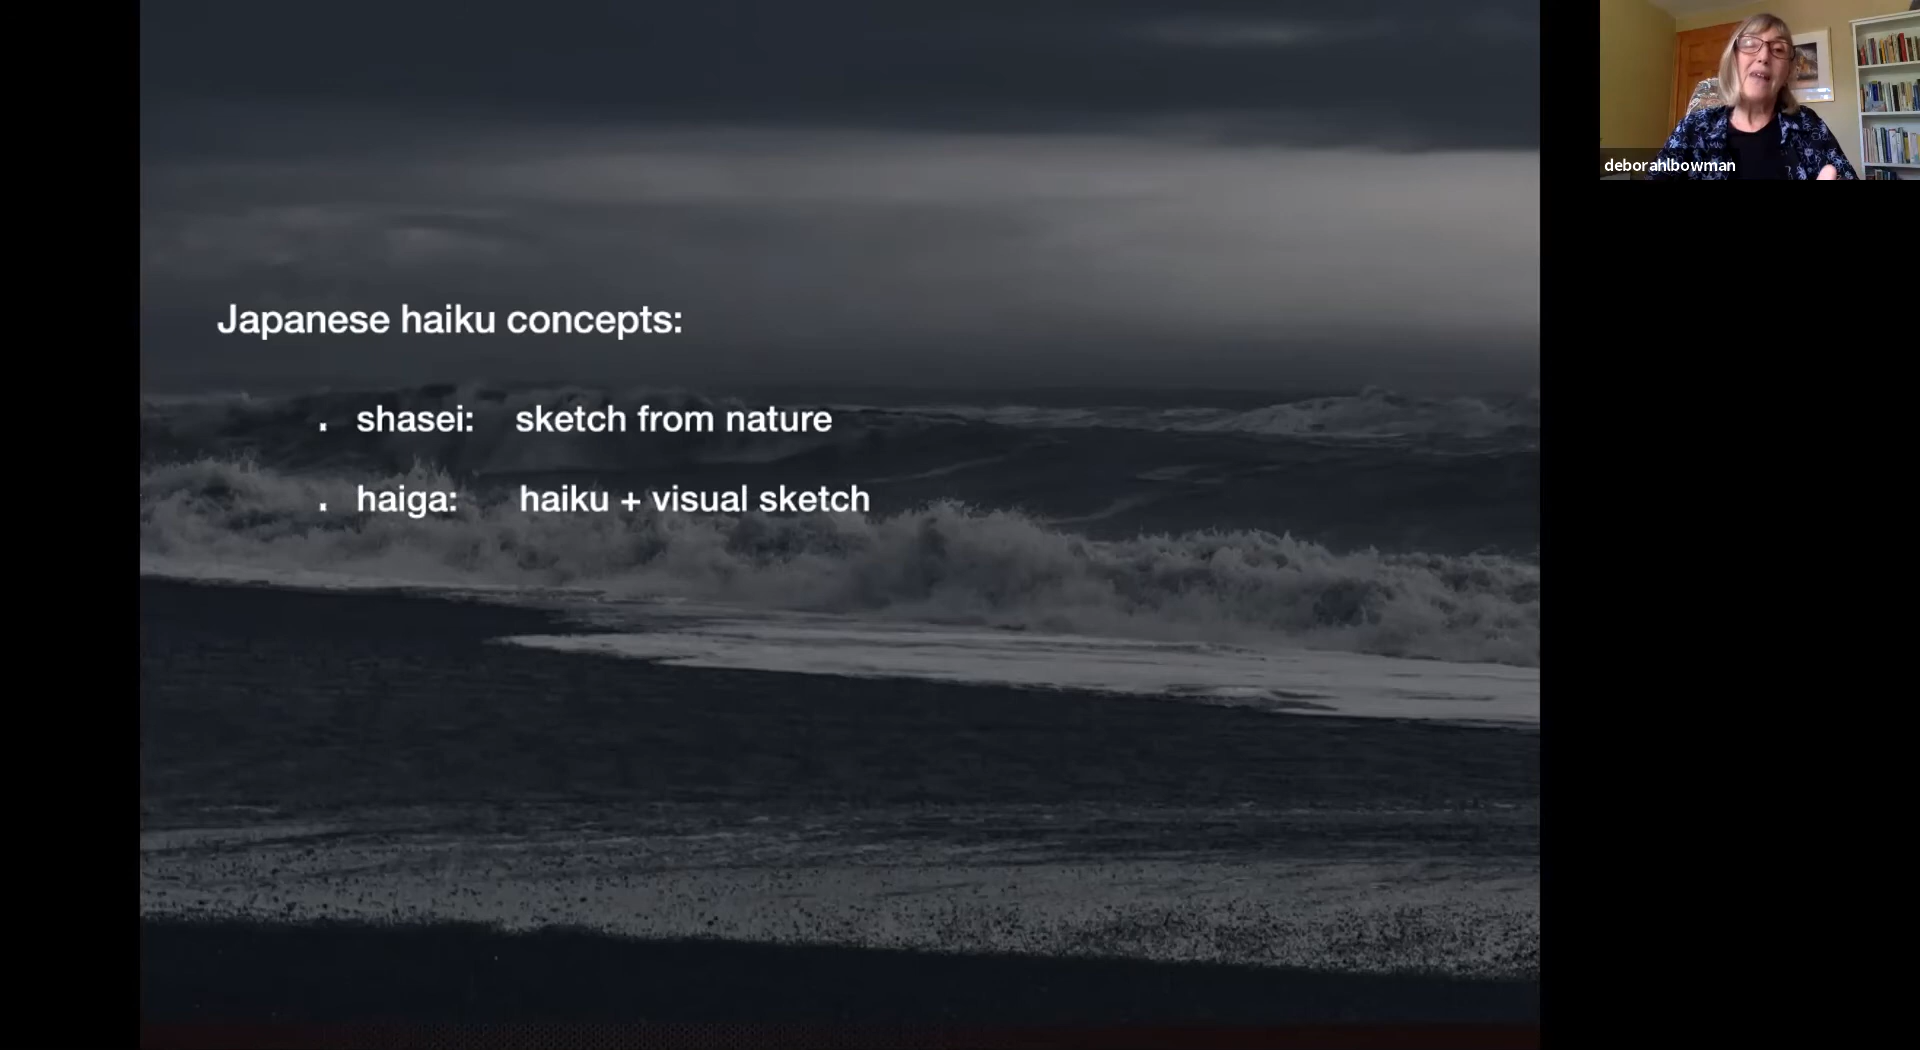 Japanese haiku concepts:
. shasei: sketch from nature
. haiga: haiku + visual sketch
deborahlbowman